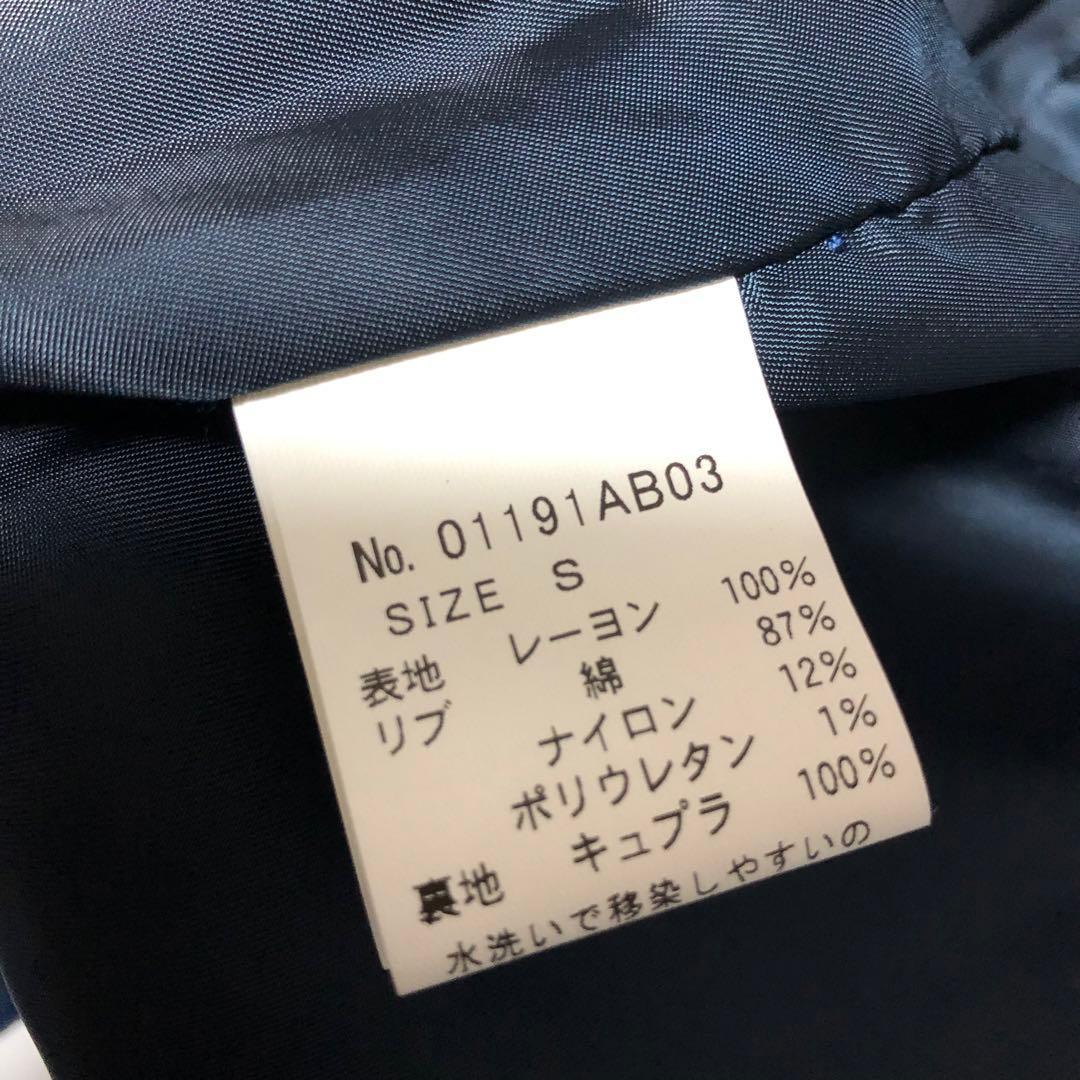 No. 01191AB03
SIZE S
表地 レーヨン 100%
リブ 綿 87%
ナイロン 12%
ポリウレタン 1%
裏地 キュプラ 100%
水洗いで移染しやすいの